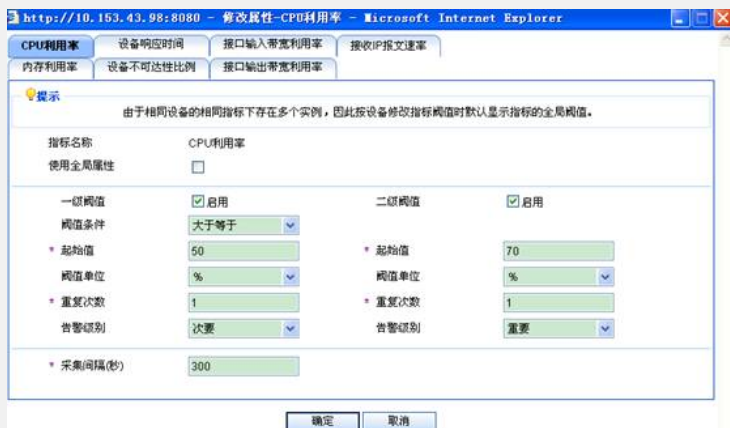 http://10.153.43.98:8080 - 修改属性-CPU利用率 - Microsoft Internet Explorer
CPU利用率 设备响应时间 接口输入带宽利用率 接收IP报文速率
内存利用率 设备不可达性比例 接口输出带宽利用率
提示
由于相同设备的相同指标下存在多个实例，因此按设备修改指标阈值时默认显示指标的全局阈值。
指标名称 CPU利用率
使用全局属性
一级阈值 启用 二级阈值 启用
阈值条件 大于等于
* 起始值 50 * 起始值 70
阈值单位 % 阈值单位 %
* 重复次数 1 * 重复次数 1
告警级别 次要 告警级别 重要
* 采集间隔(秒) 300
确定 取消